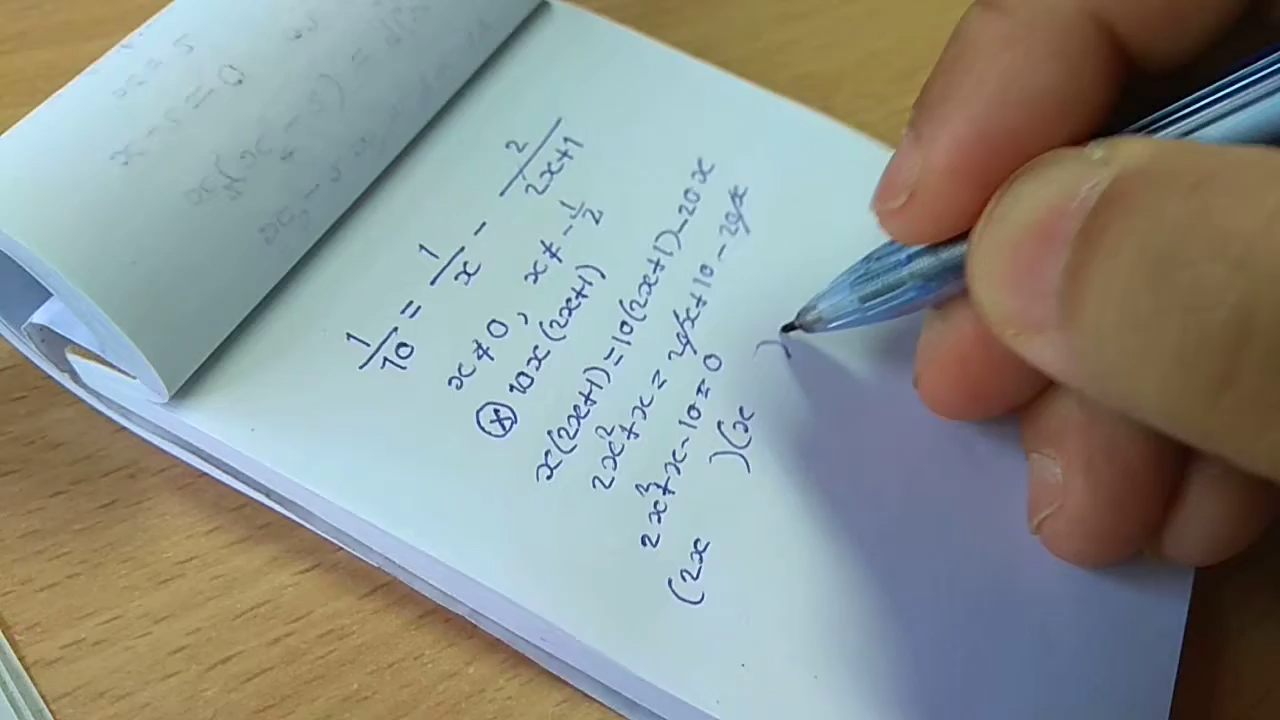 1/10 = 1/x - 2/(2x+1)
x ≠ 0, x ≠ -1/2
ⓧ 10x(2x+1)
x(2x+1)=10(2x+1)-20x
2x²+x = 20x+10-20x
2x²+x-10=0
(2x )(x )